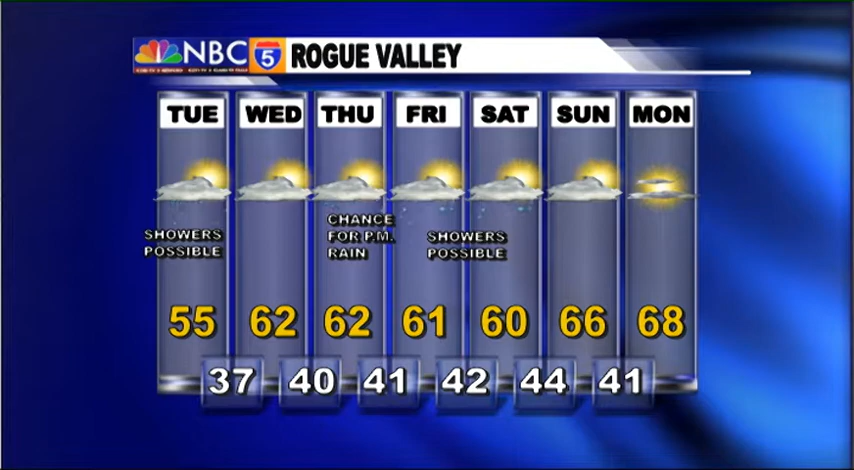 NBC 5 ROGUE VALLEY
TUE WED THU FRI SAT SUN MON
SHOWERS
POSSIBLE
CHANCE
FOR P.M.
RAIN
SHOWERS
POSSIBLE
55 62 62 61 60 66 68
37 40 41 42 44 41